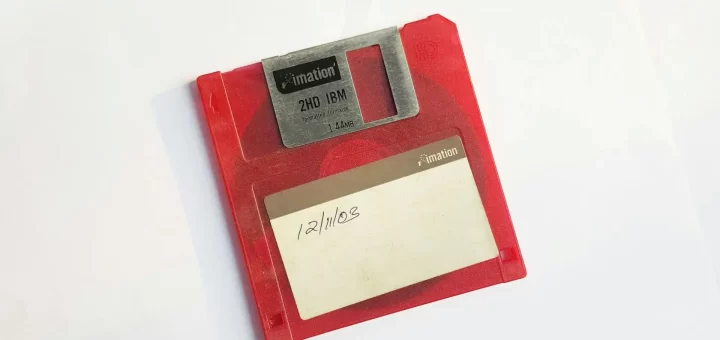 imation
2HD IBM
1.44MB
imation
12/11/03